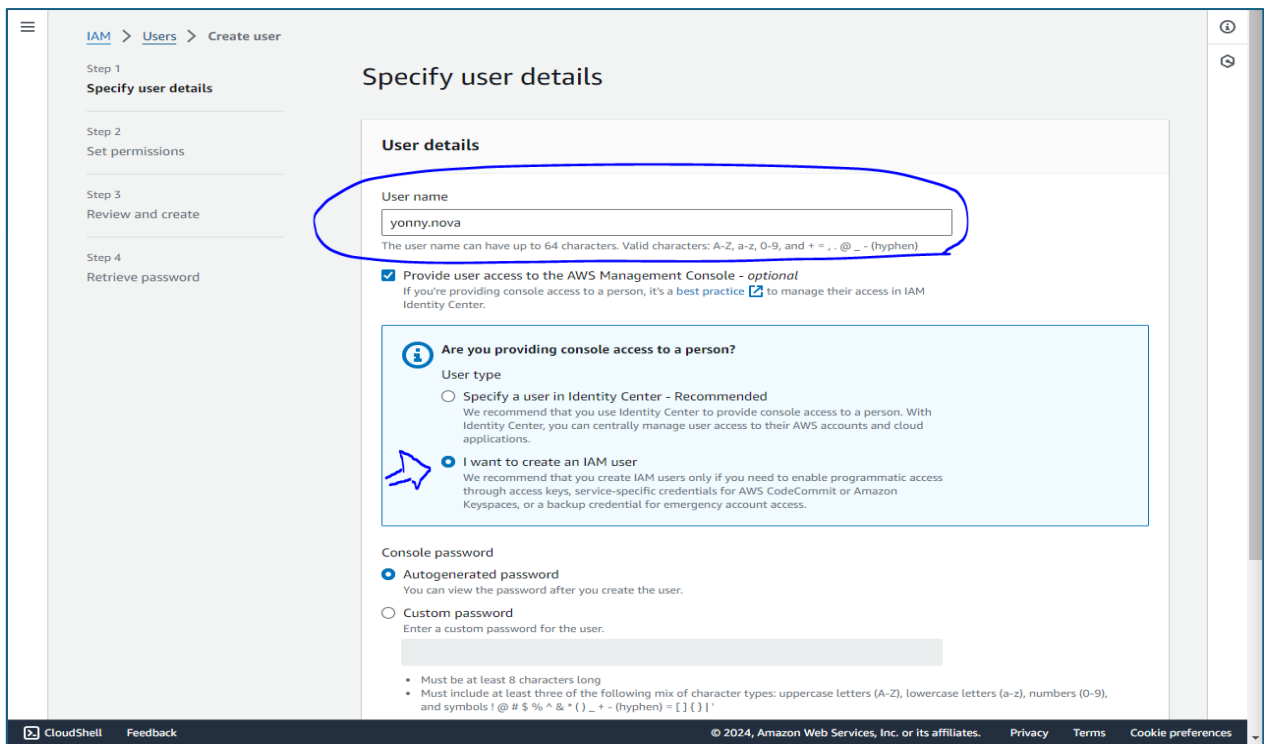 IAM > Users > Create user
Step 1
Specify user details
Step 2
Set permissions
Step 3
Review and create
Step 4
Retrieve password
Specify user details
User details
User name
yonny.nova
The user name can have up to 64 characters. Valid characters: A-Z, a-z, 0-9, and + = , . @ _ - (hyphen)
Provide user access to the AWS Management Console - optional
If you're providing console access to a person, it's a best practice to manage their access in IAM
Identity Center.
Are you providing console access to a person?
User type
Specify a user in Identity Center - Recommended
We recommend that you use Identity Center to provide console access to a person. With
Identity Center, you can centrally manage user access to their AWS accounts and cloud
applications.
I want to create an IAM user
We recommend that you create IAM users only if you need to enable programmatic access
through access keys, service-specific credentials for AWS CodeCommit or Amazon
Keyspaces, or a backup credential for emergency account access.
Console password
Autogenerated password
You can view the password after you create the user.
Custom password
Enter a custom password for the user.
• Must be at least 8 characters long
• Must include at least three of the following mix of character types: uppercase letters (A-Z), lowercase letters (a-z), numbers (0-9),
and symbols ! @ # $ % ^ & * ( ) _ + - (hyphen) = [ ] { } | '
CloudShell Feedback © 2024, Amazon Web Services, Inc. or its affiliates. Privacy Terms Cookie preferences